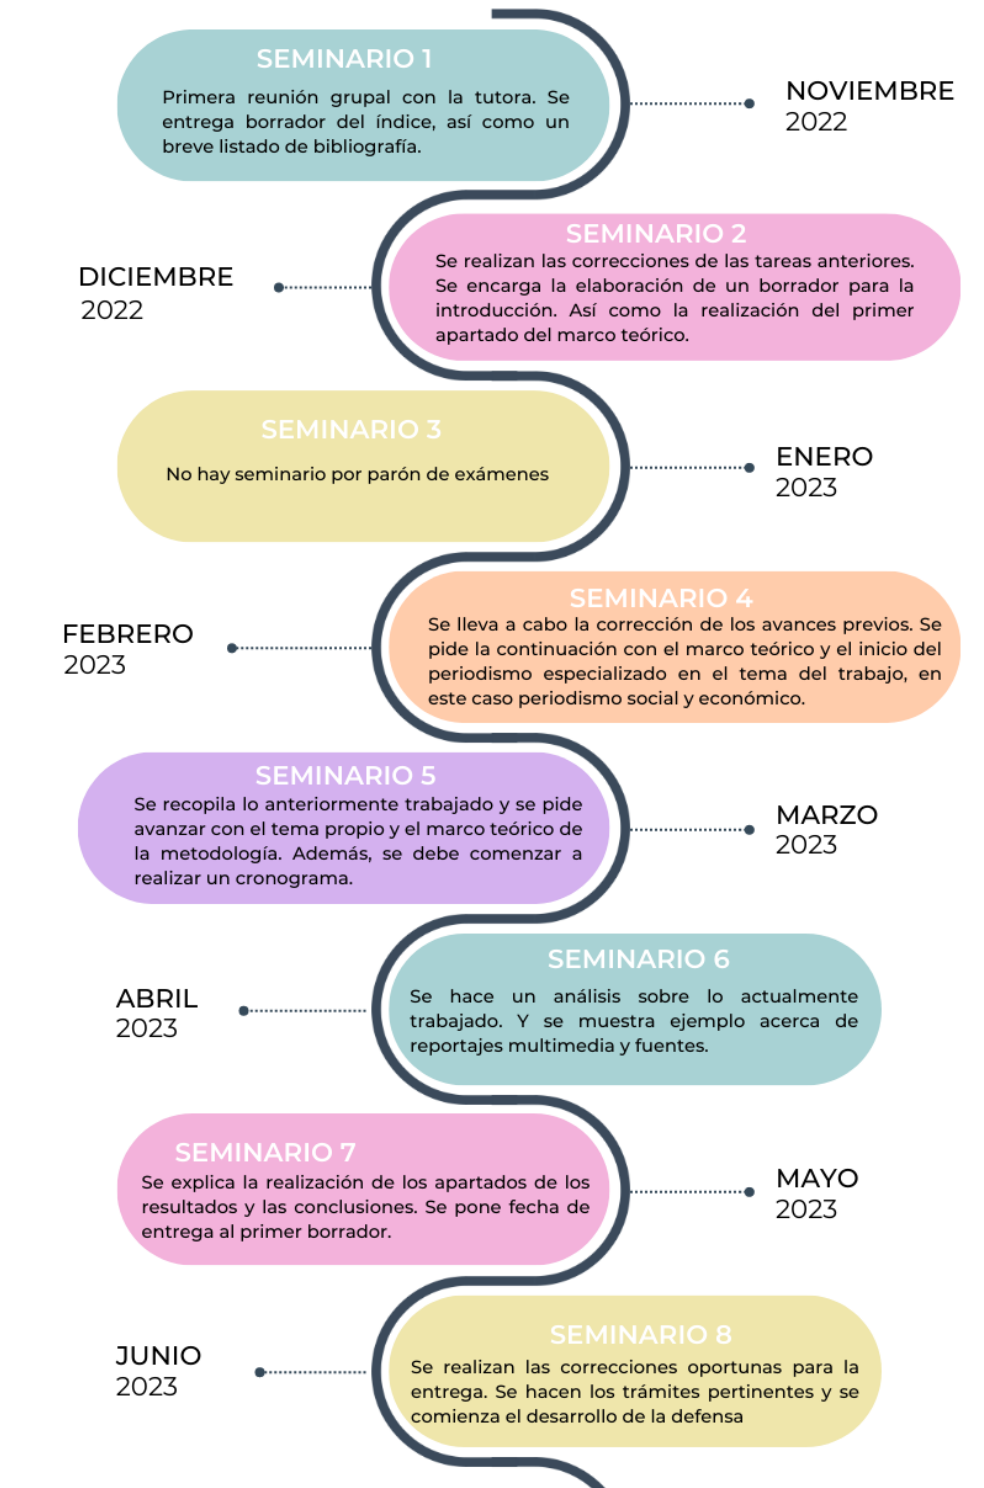 SEMINARIO 1
Primera reunión grupal con la tutora. Se
entrega borrador del índice, así como un
breve listado de bibliografía.
NOVIEMBRE
2022
SEMINARIO 2
Se realizan las correcciones de las tareas anteriores.
Se encarga la elaboración de un borrador para la
introducción. Así como la realización del primer
apartado del marco teórico.
DICIEMBRE
2022
SEMINARIO 3
No hay seminario por parón de exámenes
ENERO
2023
SEMINARIO 4
Se lleva a cabo la corrección de los avances previos. Se
pide la continuación con el marco teórico y el inicio del
periodismo especializado en el tema del trabajo, en
este caso periodismo social y económico.
FEBRERO
2023
SEMINARIO 5
Se recopila lo anteriormente trabajado y se pide
avanzar con el tema propio y el marco teórico de
la metodología. Además, se debe comenzar a
realizar un cronograma.
MARZO
2023
SEMINARIO 6
Se hace un análisis sobre lo actualmente
trabajado. Y se muestra ejemplo acerca de
reportajes multimedia y fuentes.
ABRIL
2023
SEMINARIO 7
Se explica la realización de los apartados de los
resultados y las conclusiones. Se pone fecha de
entrega al primer borrador.
MAYO
2023
SEMINARIO 8
Se realizan las correcciones oportunas para la
entrega. Se hacen los trámites pertinentes y se
comienza el desarrollo de la defensa
JUNIO
2023